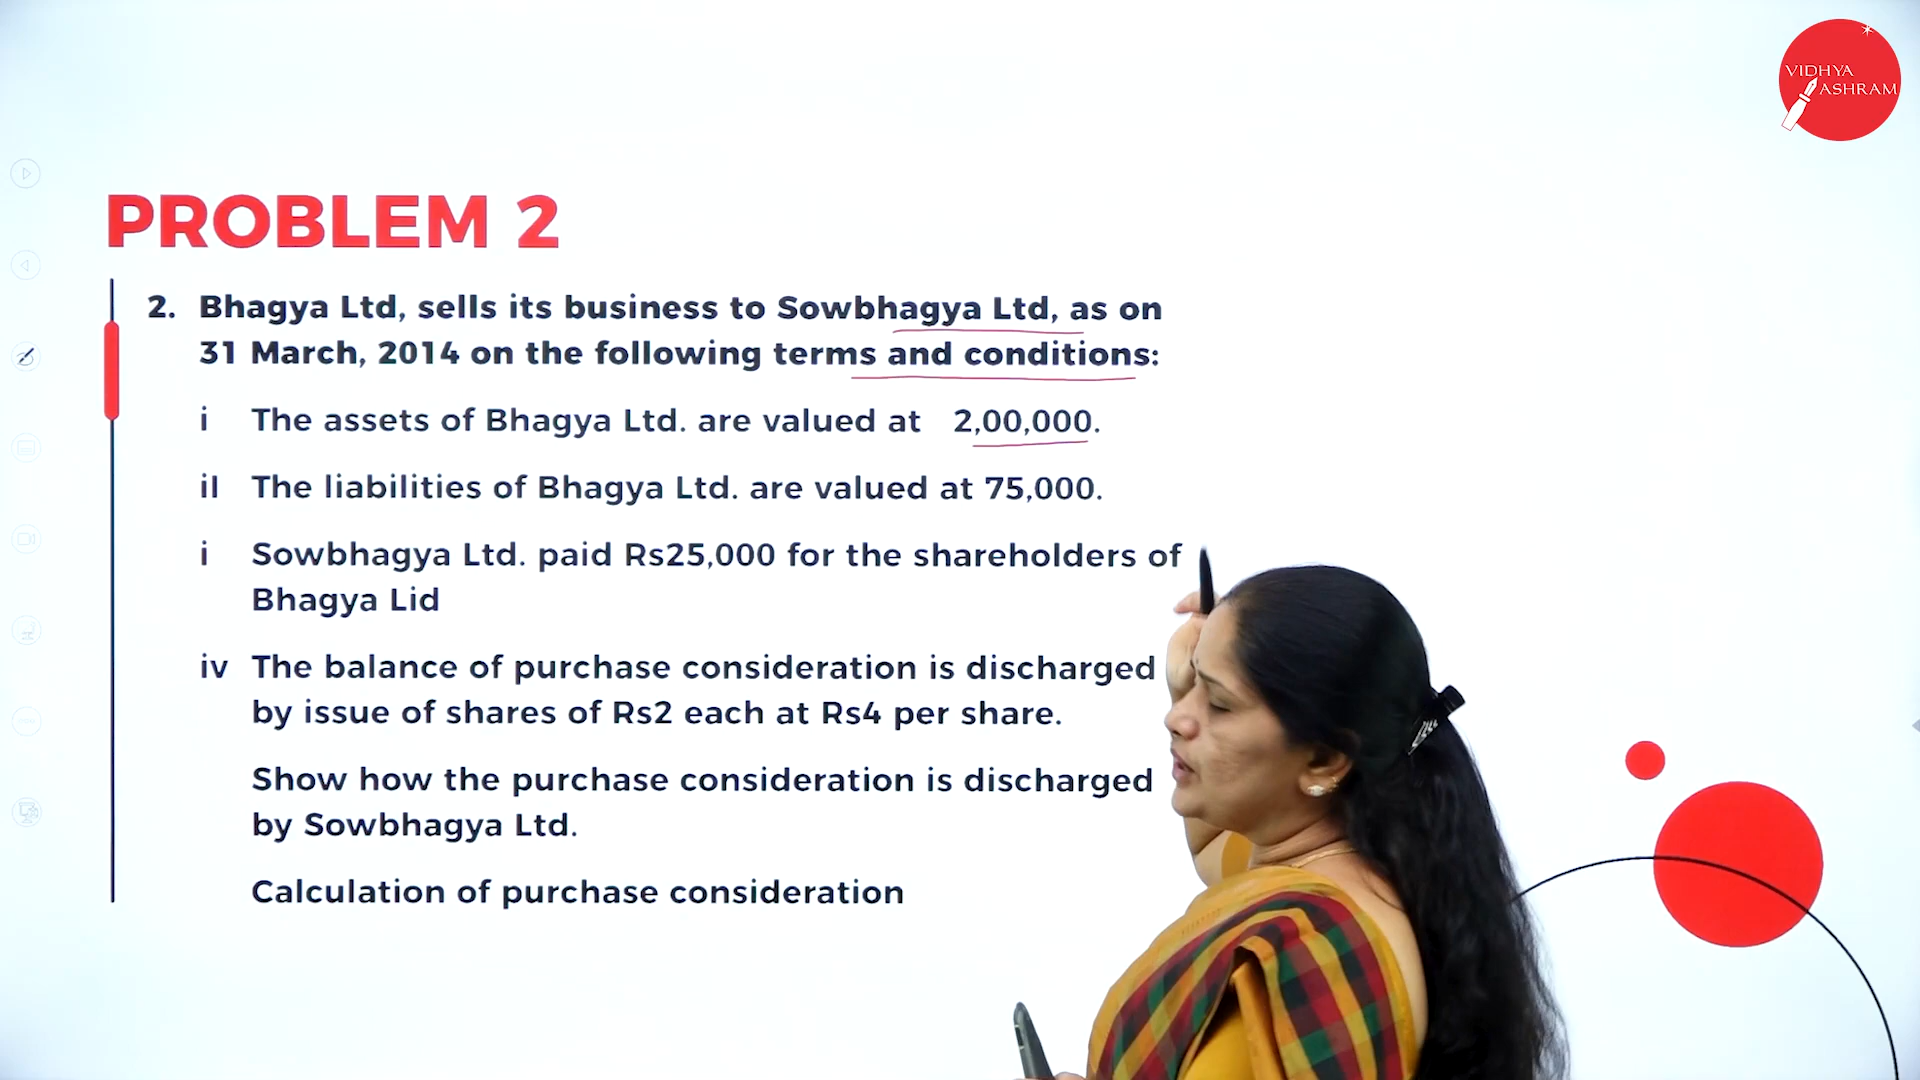 VIDHYA
ASHRAM
PROBLEM 2
2. Bhagya Ltd, sells its business to Sowbhagya Ltd, as on
31 March, 2014 on the following terms and conditions:
i The assets of Bhagya Ltd. are valued at 2,00,000.
iI The liabilities of Bhagya Ltd. are valued at 75,000.
i Sowbhagya Ltd. paid Rs25,000 for the shareholders of
Bhagya Lid
iv The balance of purchase consideration is discharged
by issue of shares of Rs2 each at Rs4 per share.
Show how the purchase consideration is discharged
by Sowbhagya Ltd.
Calculation of purchase consideration